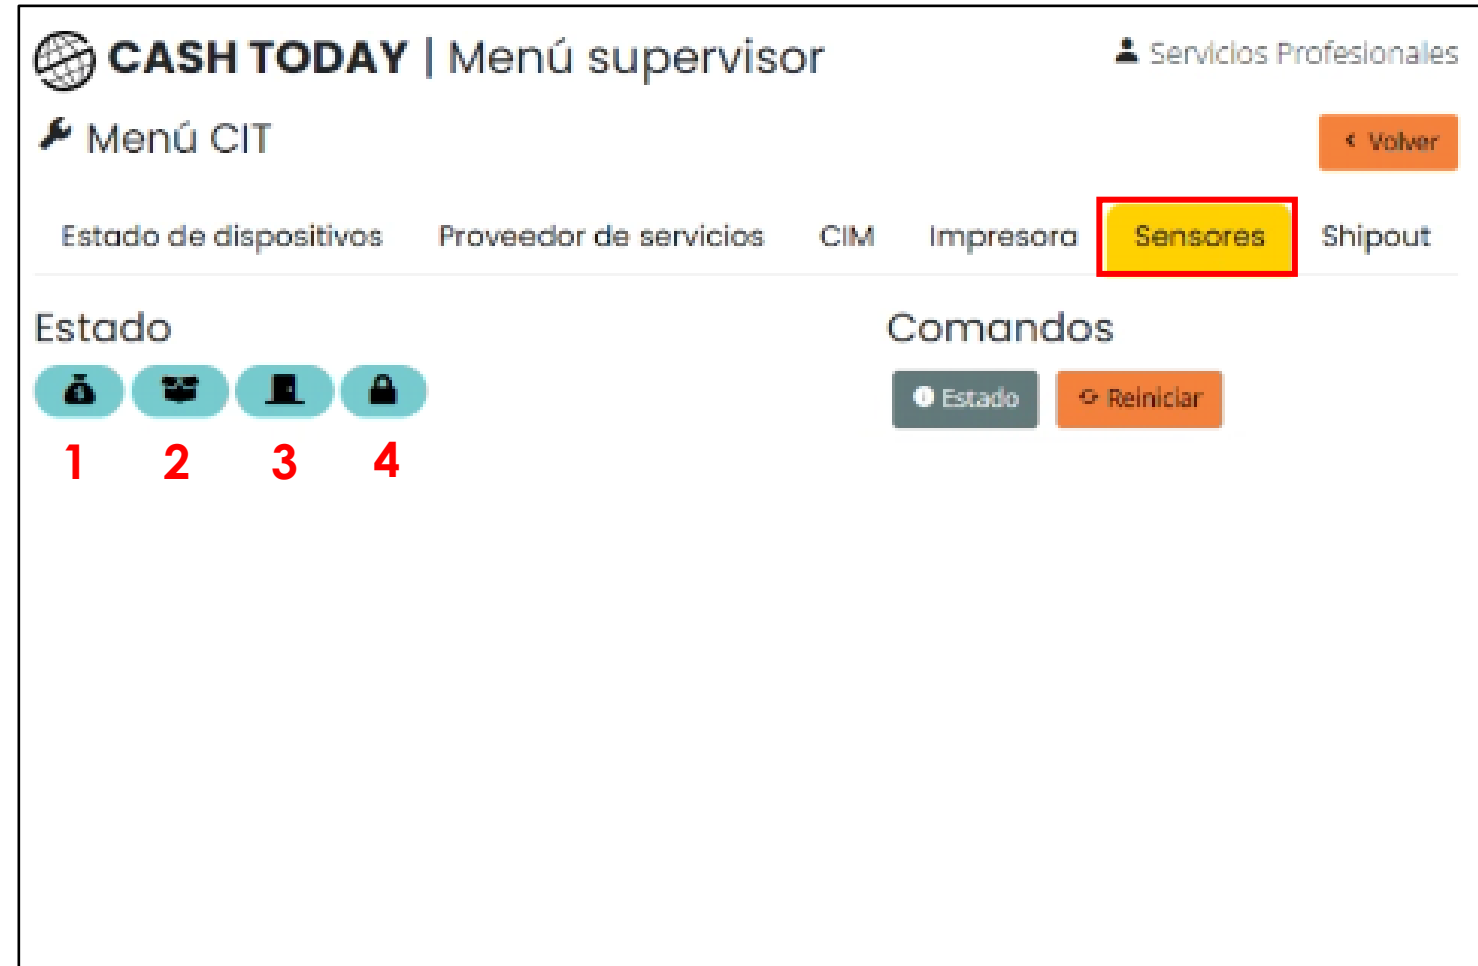 CASH TODAY | Menú supervisor
Servicios Profesionales
Menú CIT
Volver
Estado de dispositivos Proveedor de servicios CIM Impresora Sensores Shipout
Estado
Comandos
Estado Reiniciar
1 2 3 4